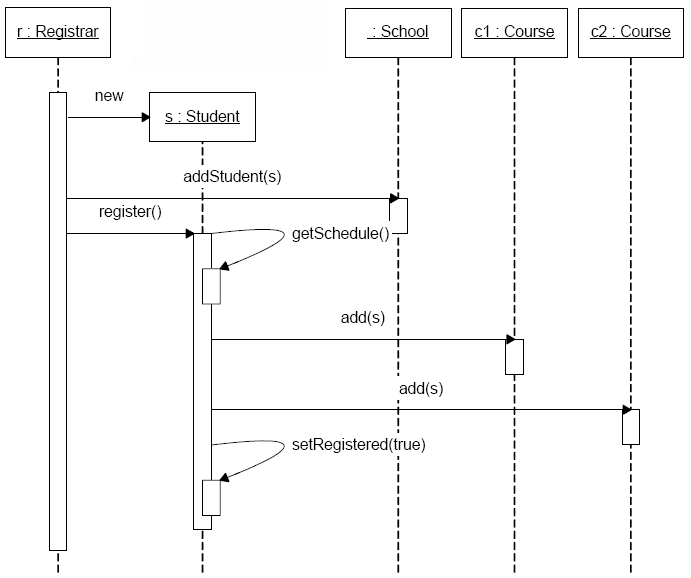 r : Registrar
: School
c1 : Course
c2 : Course
new
s : Student
addStudent(s)
register()
getSchedule()
add(s)
add(s)
setRegistered(true)